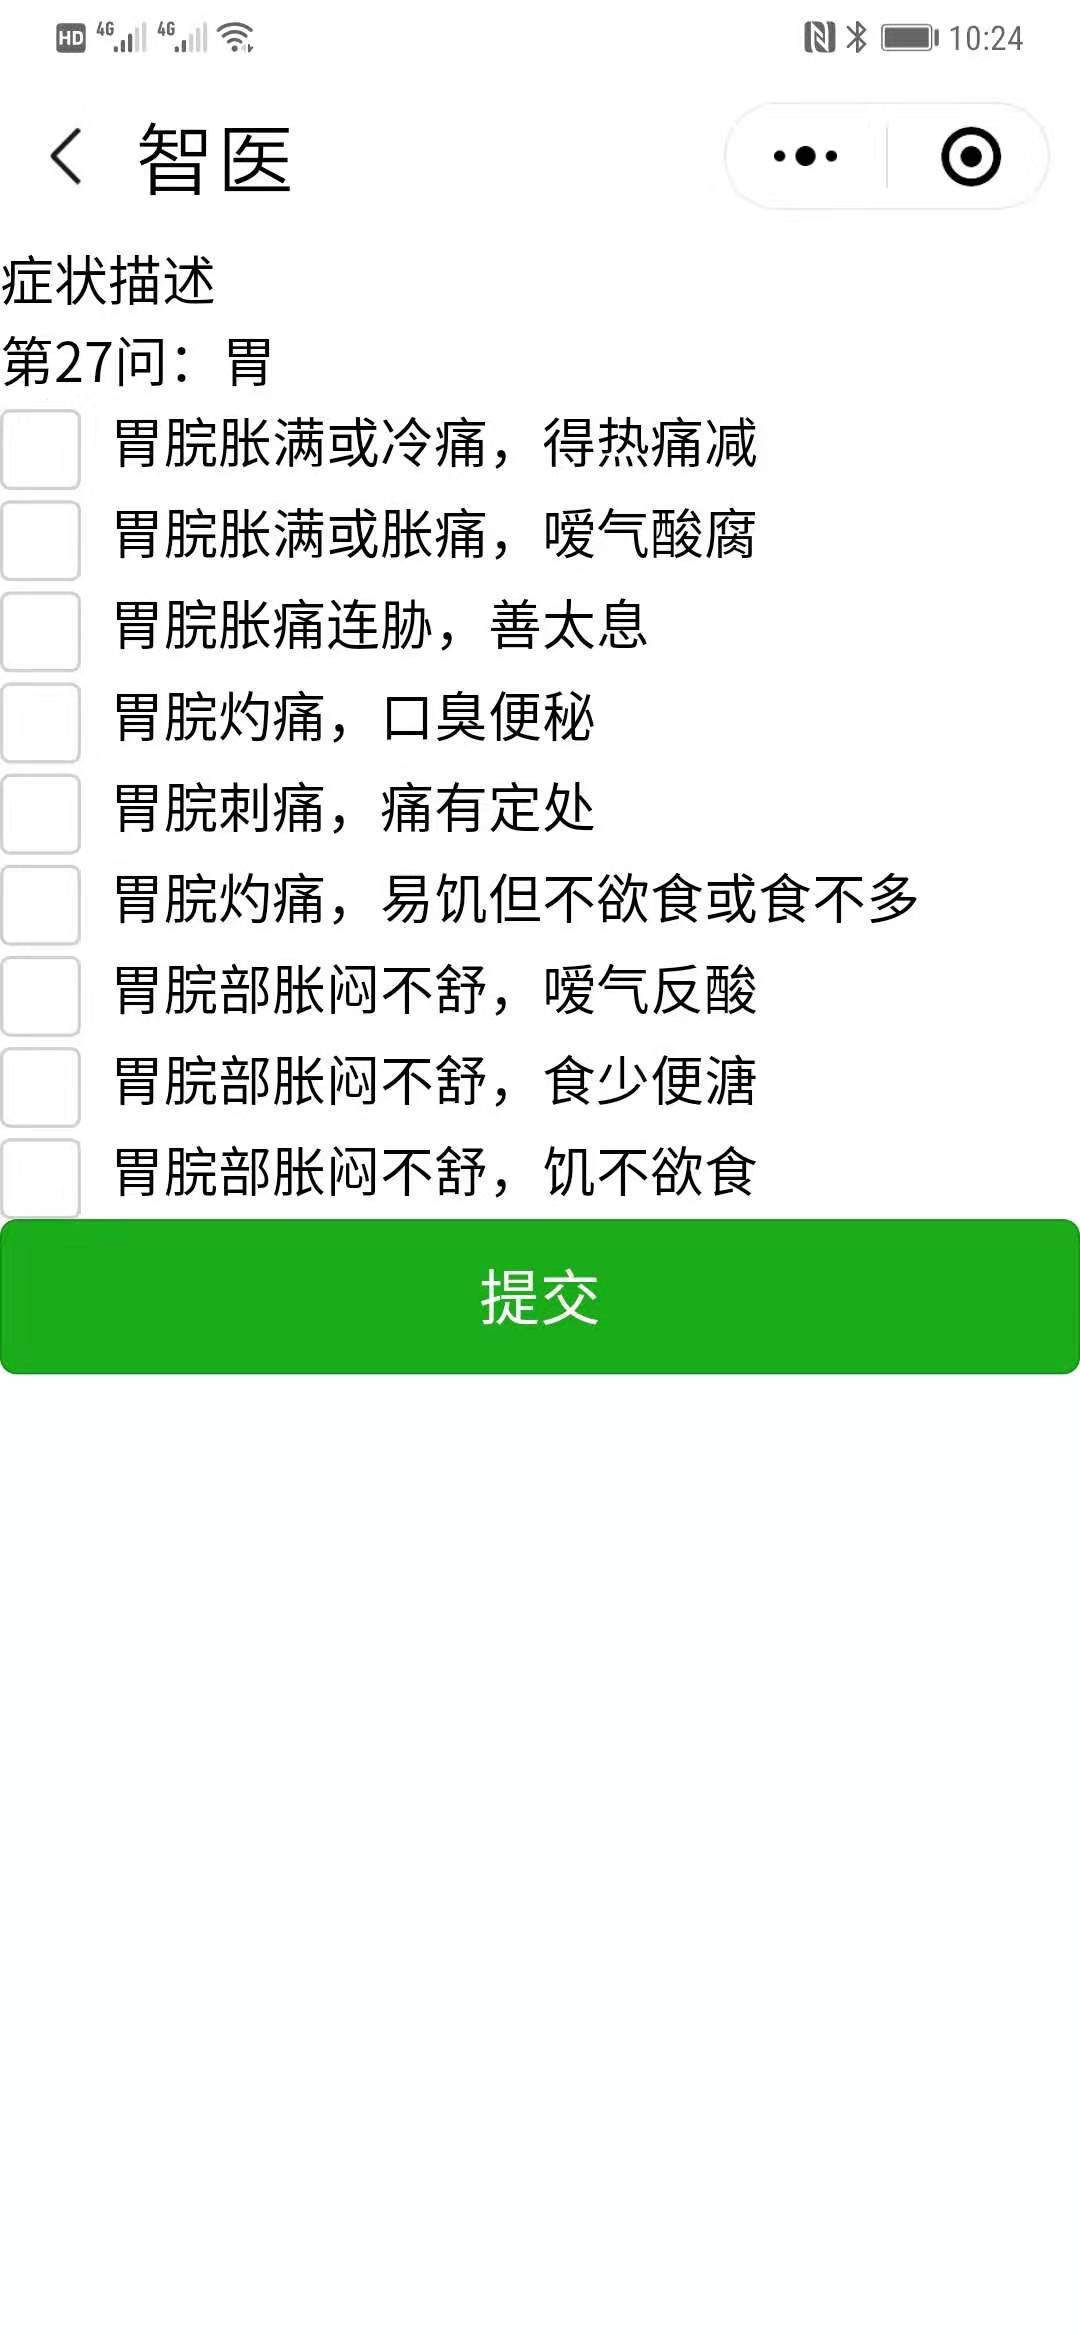 HD 4G 4G 10:24
智医
症状描述
第27问：胃
胃脘胀满或冷痛，得热痛减
胃脘胀满或胀痛，嗳气酸腐
胃脘胀痛连胁，善太息
胃脘灼痛，口臭便秘
胃脘刺痛，痛有定处
胃脘灼痛，易饥但不欲食或食不多
胃脘部胀闷不舒，嗳气反酸
胃脘部胀闷不舒，食少便溏
胃脘部胀闷不舒，饥不欲食
提交